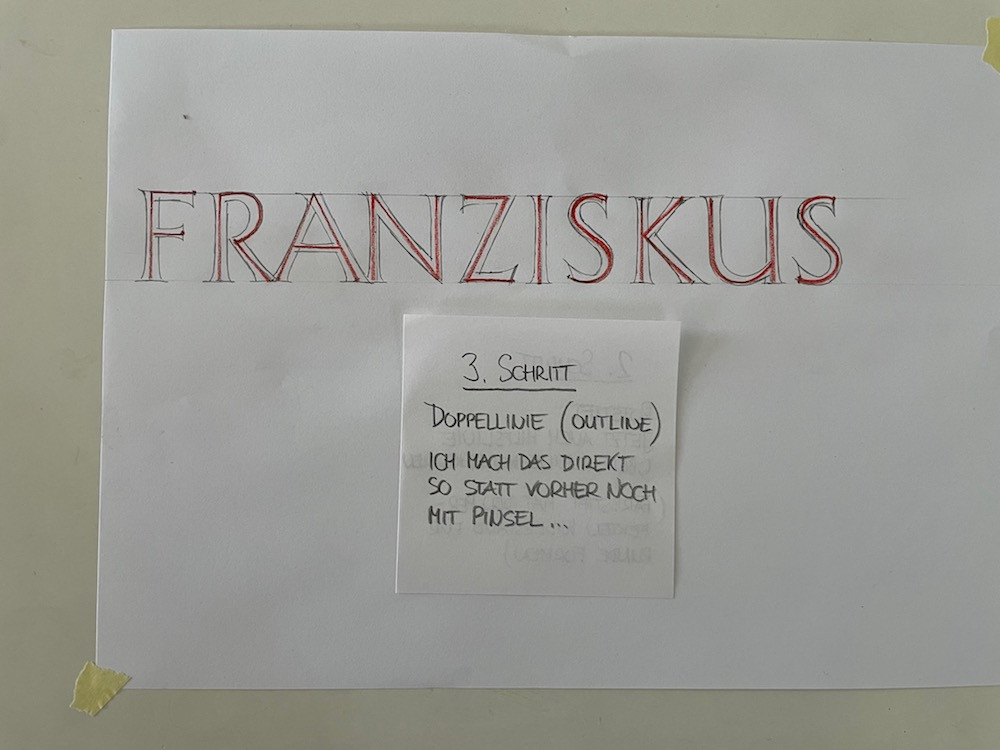 FRANZISKUS
3. SCHRITT
DOPPELLINIE (OUTLINE)
ICH MACH DAS DIREKT
SO STATT VORHER NOCH
MIT PINSEL...